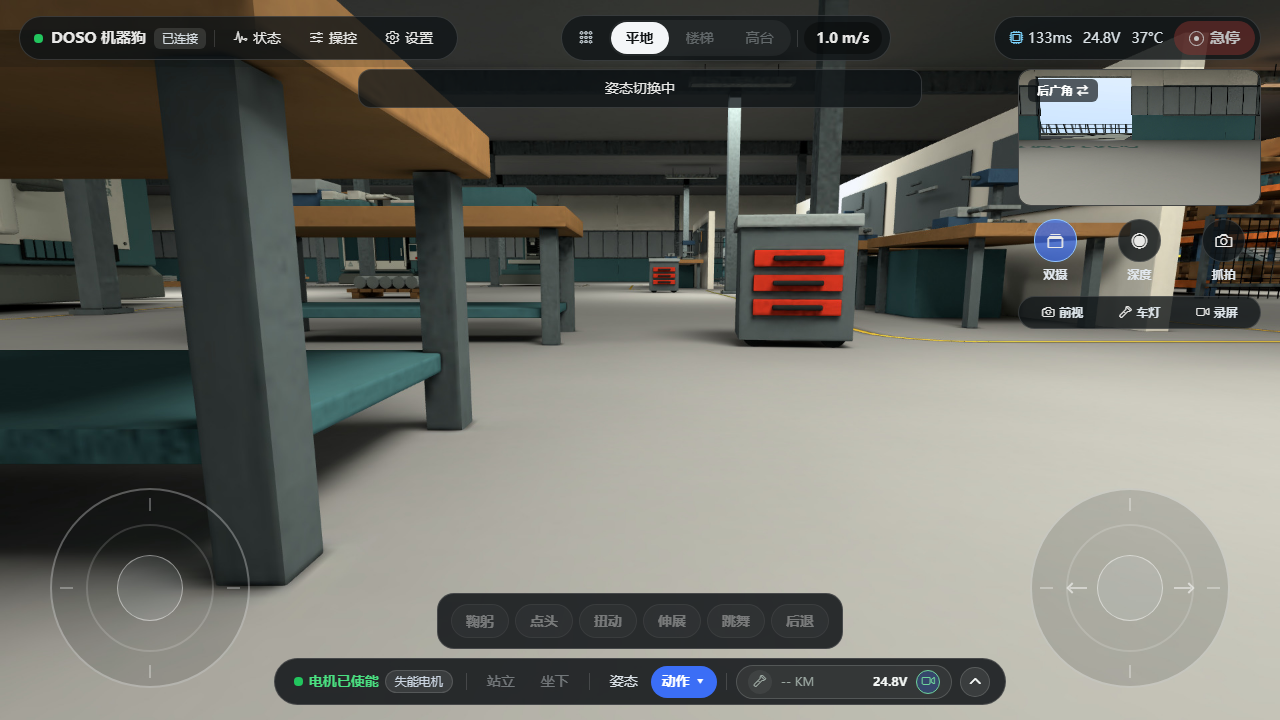 DOSO 机器狗 已连接 状态 操控 设置
平地 楼梯 高台 1.0 m/s
133ms 24.8V 37°C 急停
姿态切换中
后广角
双摄 深度 抓拍
前视 车灯 录屏
鞠躬 点头 扭动 伸展 跳舞 后退
电机已使能 失能电机 站立 坐下 姿态 动作 -- KM 24.8V